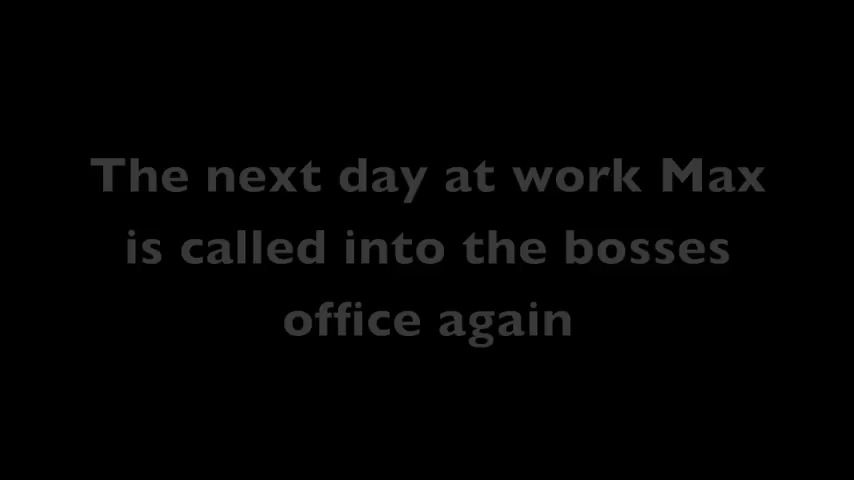 The next day at work Max
is called into the bosses
office again